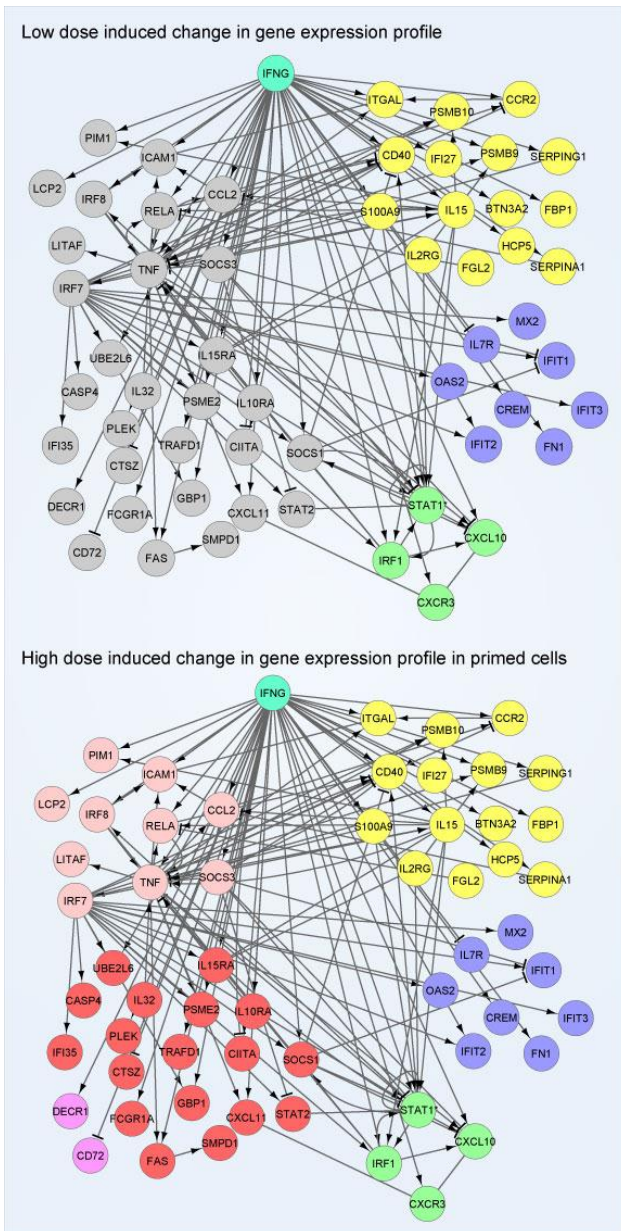 Low dose induced change in gene expression profile
IFNG
ITGAL
CCR2
PSMB10
PIM1
ICAM1
CD40
IFI27
PSMB9
SERPING1
LCP2
IRF8
RELA
CCL2
S100A9
IL15
BTN3A2
FBP1
LITAF
TNF
SOCS3
IL2RG
HCP5
FGL2
SERPINA1
IRF7
MX2
IL7R
IFIT1
UBE2L6
IL15RA
OAS2
CASP4
IL32
PSME2
IL10RA
CREM
IFIT3
PLEK
IFI35
TRAFD1
CIITA
IFIT2
FN1
CTSZ
SOCS1
DECR1
FCGR1A
GBP1
CXCL11
STAT2
STAT1
CD72
FAS
SMPD1
IRF1
CXCL10
CXCR3
High dose induced change in gene expression profile in primed cells
IFNG
ITGAL
CCR2
PSMB10
PIM1
ICAM1
CD40
IFI27
PSMB9
SERPING1
LCP2
IRF8
RELA
CCL2
S100A9
IL15
BTN3A2
FBP1
LITAF
TNF
SOCS3
IL2RG
HCP5
FGL2
SERPINA1
IRF7
MX2
IL7R
IFIT1
UBE2L6
IL15RA
OAS2
CASP4
IL32
PSME2
IL10RA
CREM
IFIT3
PLEK
IFI35
TRAFD1
CIITA
IFIT2
FN1
CTSZ
SOCS1
DECR1
FCGR1A
GBP1
CXCL11
STAT2
STAT1
CD72
FAS
SMPD1
IRF1
CXCL10
CXCR3